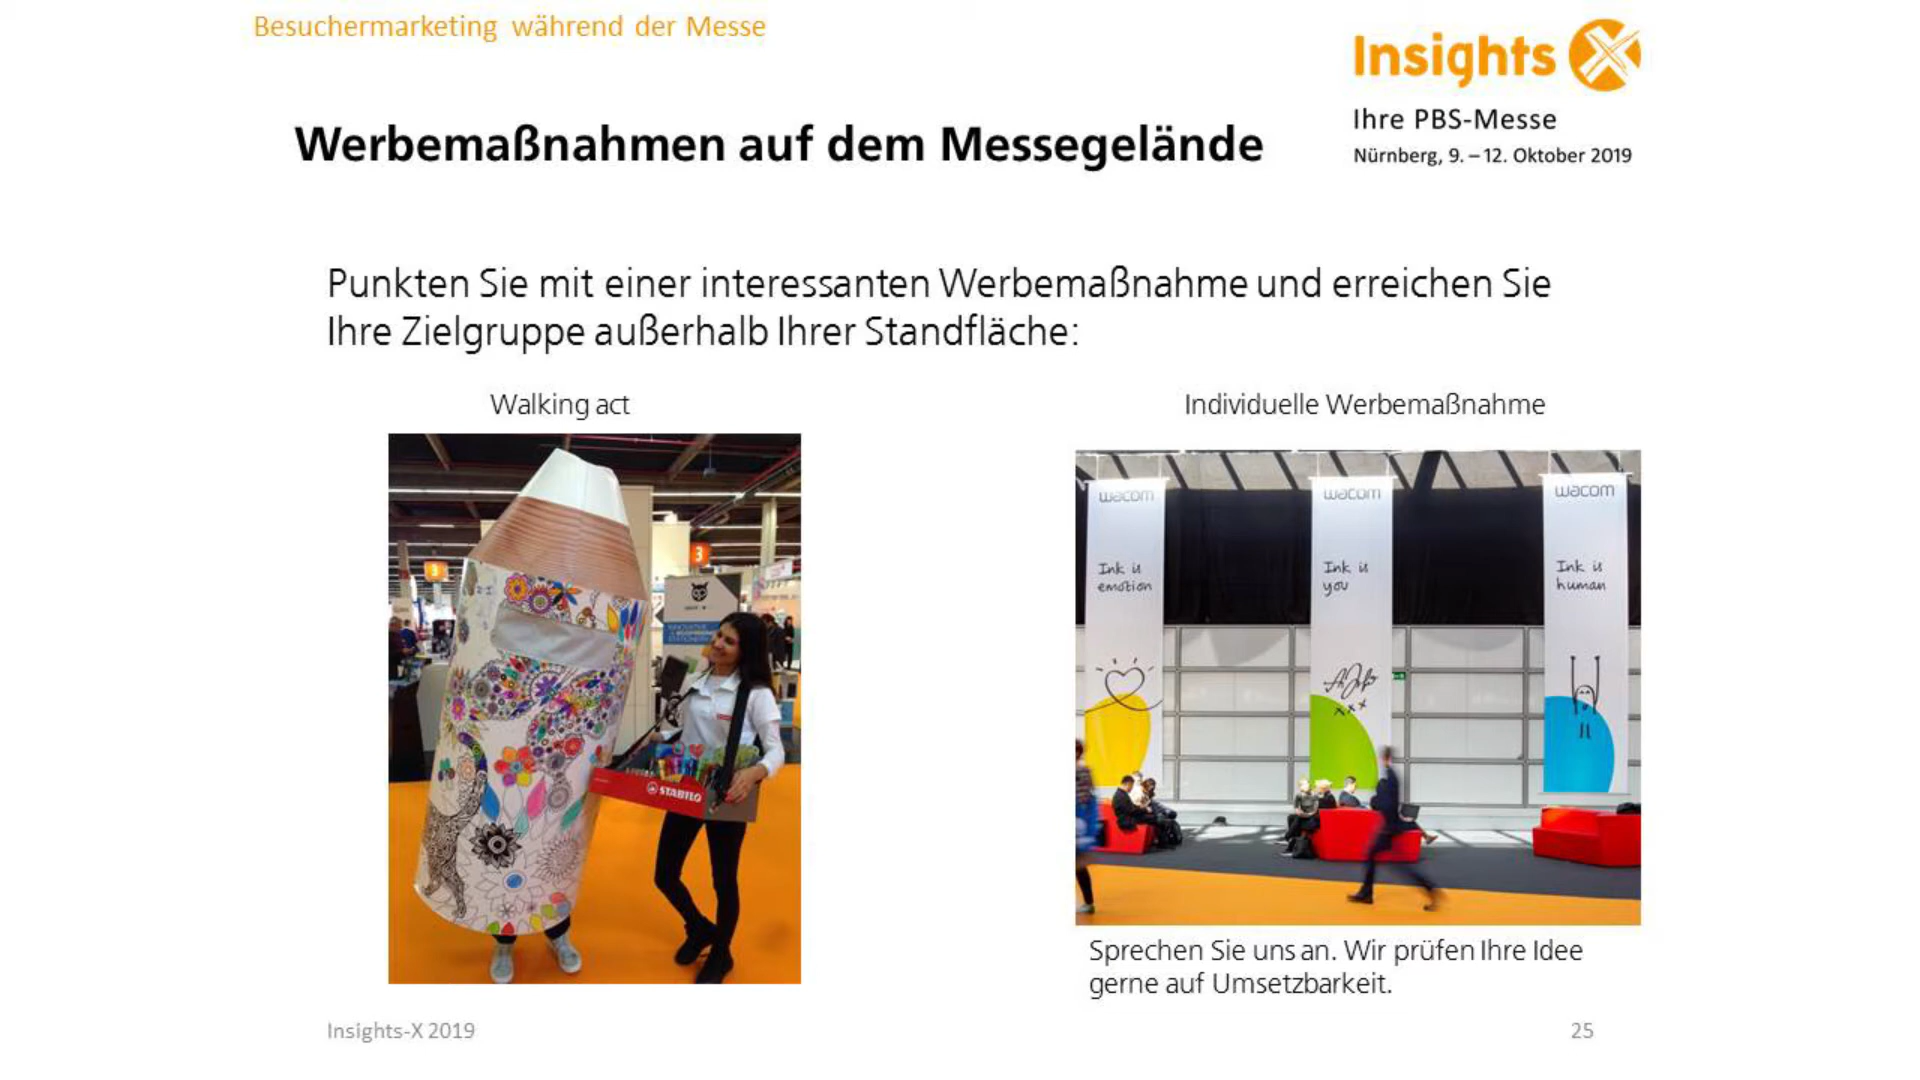 Besuchermarketing während der Messe
Insights
Ihre PBS-Messe
Nürnberg, 9. – 12. Oktober 2019
Werbemaßnahmen auf dem Messegelände
Punkten Sie mit einer interessanten Werbemaßnahme und erreichen Sie
Ihre Zielgruppe außerhalb Ihrer Standfläche:
Walking act
Individuelle Werbemaßnahme
3
3
STABILO
wacom
wacom
wacom
Ink is
emotion
Ink is
you
Ink is
human
xxx
Sprechen Sie uns an. Wir prüfen Ihre Idee
gerne auf Umsetzbarkeit.
Insights-X 2019
25